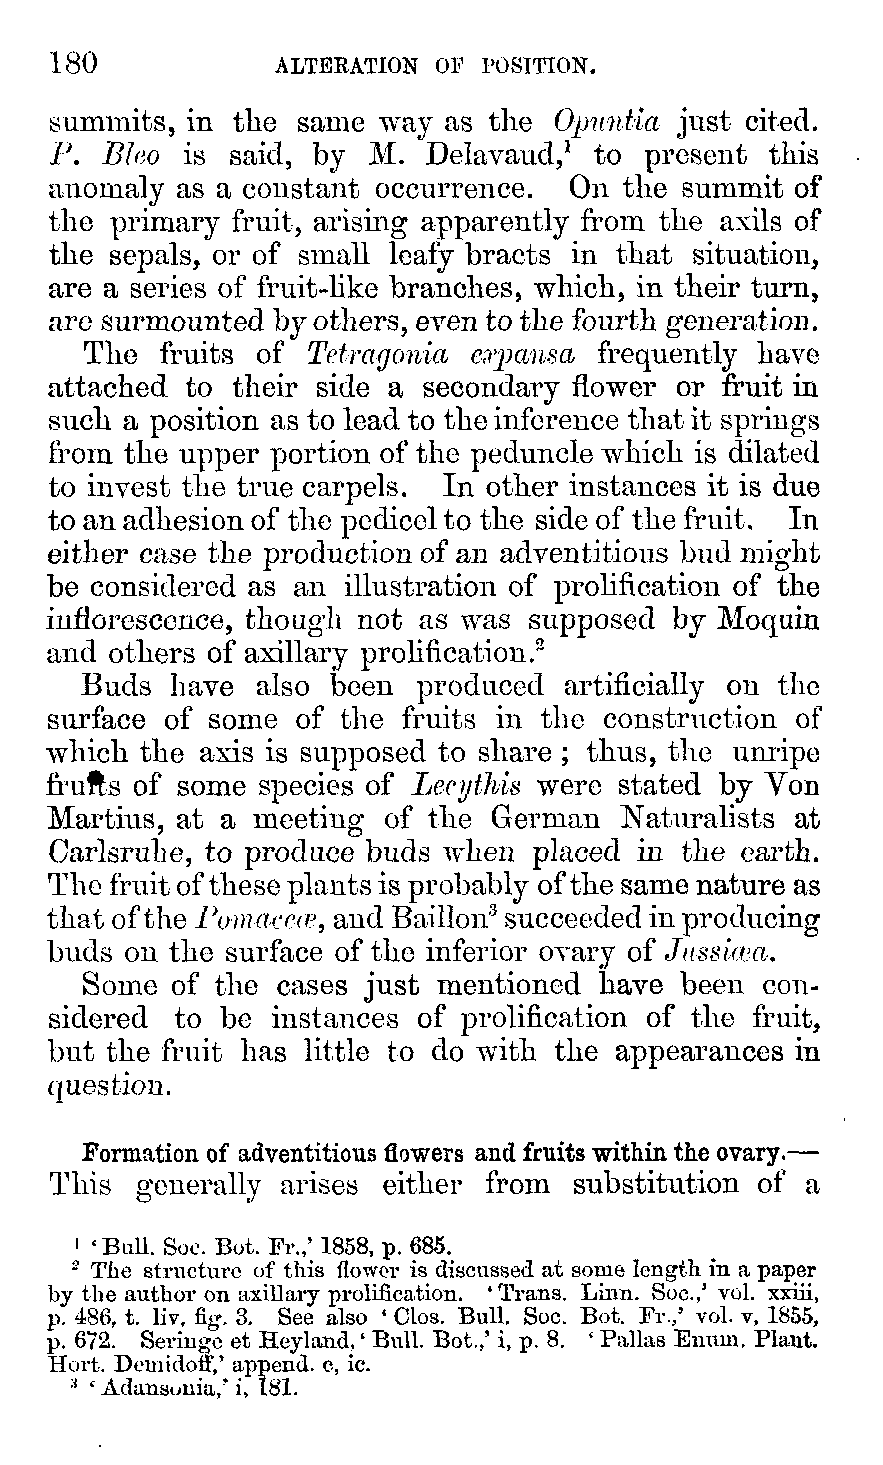 180 ALTERATION OF POSITION.
summits, in the same way as the Opuntia just cited.
P. Bleo is said, by M. Delavaud,¹ to present this
anomaly as a constant occurrence. On the summit of
the primary fruit, arising apparently from the axils of
the sepals, or of small leafy bracts in that situation,
are a series of fruit-like branches, which, in their turn,
are surmounted by others, even to the fourth generation.
The fruits of Tetragonia expansa frequently have
attached to their side a secondary flower or fruit in
such a position as to lead to the inference that it springs
from the upper portion of the peduncle which is dilated
to invest the true carpels. In other instances it is due
to an adhesion of the pedicel to the side of the fruit. In
either case the production of an adventitious bud might
be considered as an illustration of prolification of the
inflorescence, though not as was supposed by Moquin
and others of axillary prolification.²
Buds have also been produced artificially on the
surface of some of the fruits in the construction of
which the axis is supposed to share ; thus, the unripe
fruits of some species of Lecythis were stated by Von
Martius, at a meeting of the German Naturalists at
Carlsruhe, to produce buds when placed in the earth.
The fruit of these plants is probably of the same nature as
that of the Pomaceæ, and Baillon³ succeeded in producing
buds on the surface of the inferior ovary of Jussiæa.
Some of the cases just mentioned have been con-
sidered to be instances of prolification of the fruit,
but the fruit has little to do with the appearances in
question.
Formation of adventitious flowers and fruits within the ovary.—
This generally arises either from substitution of a
¹ ‘Bull. Soc. Bot. Fr.,’ 1858, p. 685.
² The structure of this flower is discussed at some length in a paper
by the author on axillary prolification. ‘Trans. Linn. Soc.,’ vol. xxiii,
p. 486, t. liv, fig. 3. See also ‘Clos. Bull. Soc. Bot. Fr.,’ vol. v, 1855,
p. 672. Seringe et Heyland, ‘Bull. Bot.,’ i, p. 8. ‘Pallas Enum. Plant.
Hort. Demidoff,’ append. c, ic.
³ ‘Adansonia,’ i, 181.